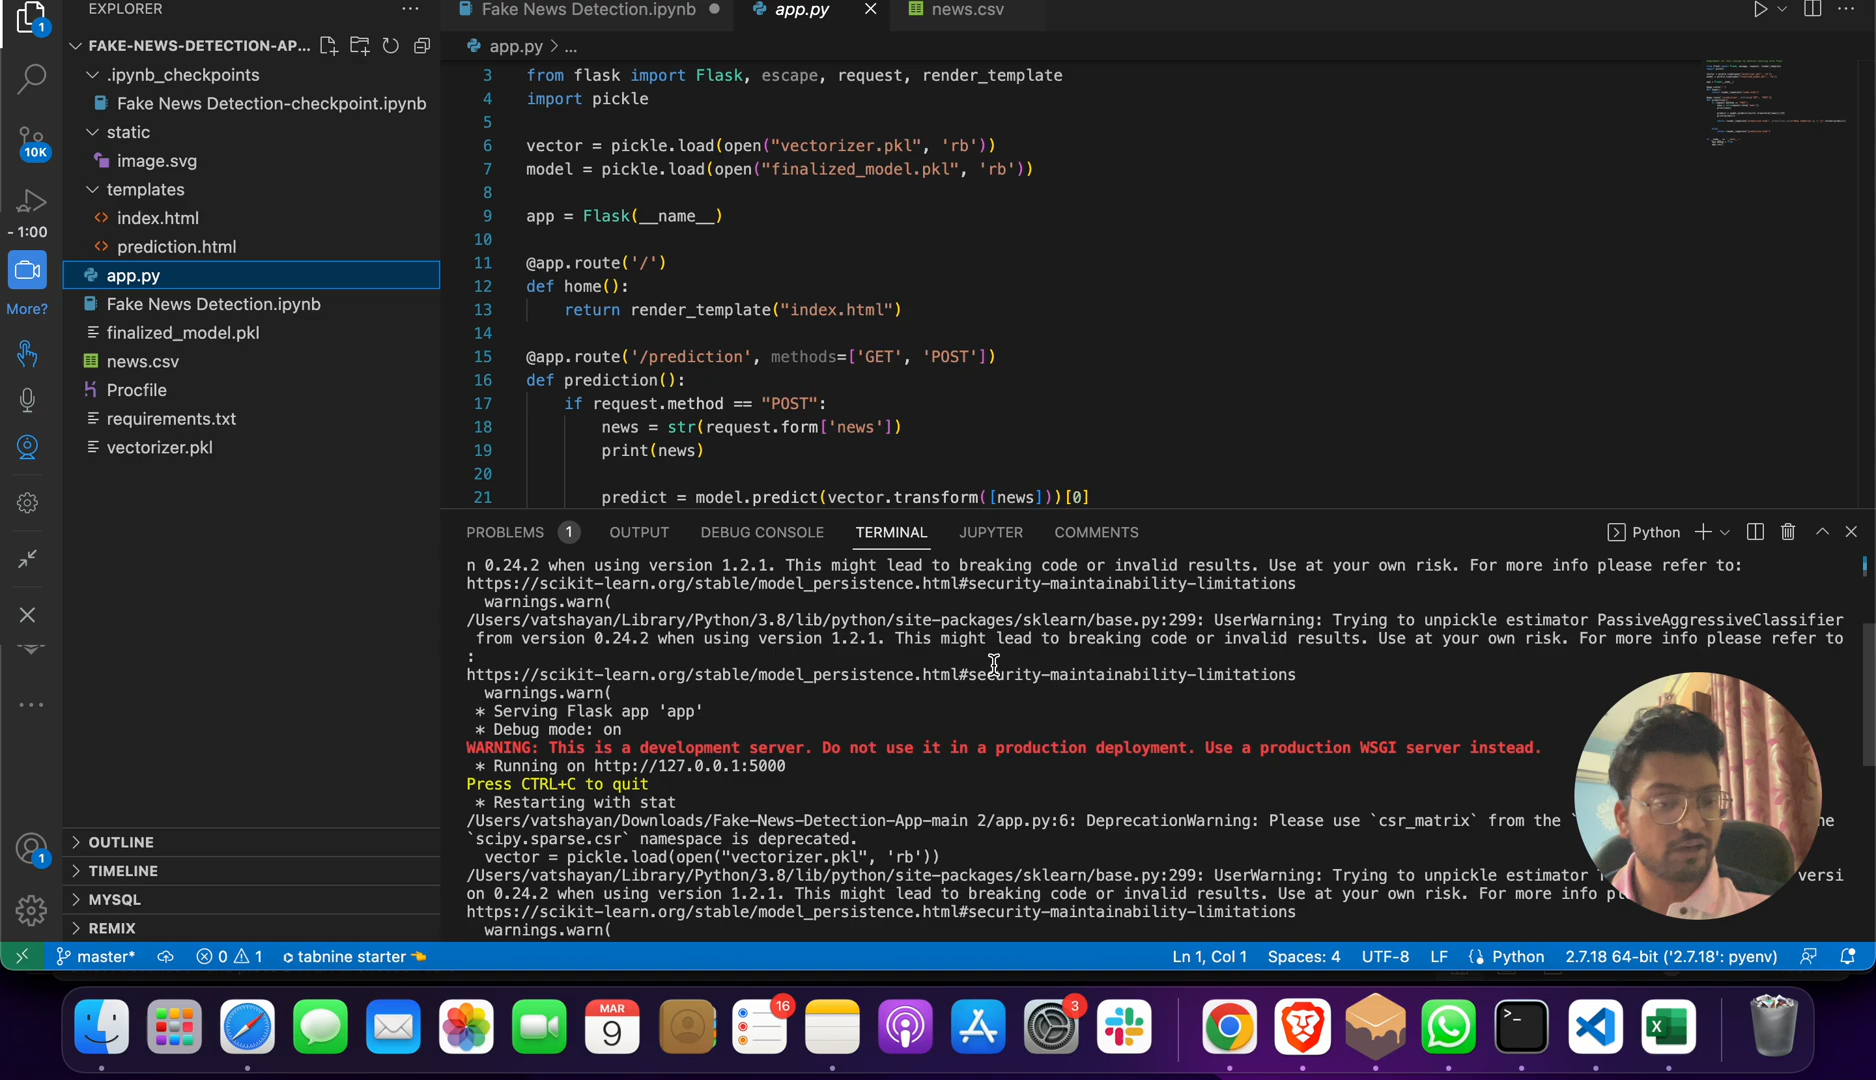 EXPLORER
FAKE-NEWS-DETECTION-AP...
.ipynb_checkpoints
Fake News Detection-checkpoint.ipynb
static
image.svg
templates
index.html
prediction.html
app.py
Fake News Detection.ipynb
finalized_model.pkl
news.csv
Procfile
requirements.txt
vectorizer.pkl
OUTLINE
TIMELINE
MYSQL
REMIX
1
10K
- 1:00
More?
1
Fake News Detection.ipynb
app.py
news.csv
app.py > ...
3 from flask import Flask, escape, request, render_template
4 import pickle
5
6 vector = pickle.load(open("vectorizer.pkl", 'rb'))
7 model = pickle.load(open("finalized_model.pkl", 'rb'))
8
9 app = Flask(__name__)
10
11 @app.route('/')
12 def home():
13 return render_template("index.html")
14
15 @app.route('/prediction', methods=['GET', 'POST'])
16 def prediction():
17 if request.method == "POST":
18 news = str(request.form['news'])
19 print(news)
20
21 predict = model.predict(vector.transform([news]))[0]
PROBLEMS 1 OUTPUT DEBUG CONSOLE TERMINAL JUPYTER COMMENTS
Python
n 0.24.2 when using version 1.2.1. This might lead to breaking code or invalid results. Use at your own risk. For more info please refer to:
https://scikit-learn.org/stable/model_persistence.html#security-maintainability-limitations
warnings.warn(
/Users/vatshayan/Library/Python/3.8/lib/python/site-packages/sklearn/base.py:299: UserWarning: Trying to unpickle estimator PassiveAggressiveClassifier
from version 0.24.2 when using version 1.2.1. This might lead to breaking code or invalid results. Use at your own risk. For more info please refer to
:
https://scikit-learn.org/stable/model_persistence.html#security-maintainability-limitations
warnings.warn(
* Serving Flask app 'app'
* Debug mode: on
WARNING: This is a development server. Do not use it in a production deployment. Use a production WSGI server instead.
* Running on http://127.0.0.1:5000
Press CTRL+C to quit
* Restarting with stat
/Users/vatshayan/Downloads/Fake-News-Detection-App-main 2/app.py:6: DeprecationWarning: Please use `csr_matrix` from the `
`scipy.sparse.csr` namespace is deprecated.
vector = pickle.load(open("vectorizer.pkl", 'rb'))
/Users/vatshayan/Library/Python/3.8/lib/python/site-packages/sklearn/base.py:299: UserWarning: Trying to unpickle estimator versi
on 0.24.2 when using version 1.2.1. This might lead to breaking code or invalid results. Use at your own risk. For more info
https://scikit-learn.org/stable/model_persistence.html#security-maintainability-limitations
warnings.warn(
master* 0 1 tabnine starter Ln 1, Col 1 Spaces: 4 UTF-8 LF Python 2.7.18 64-bit ('2.7.18': pyenv)
MAR
9
16
3